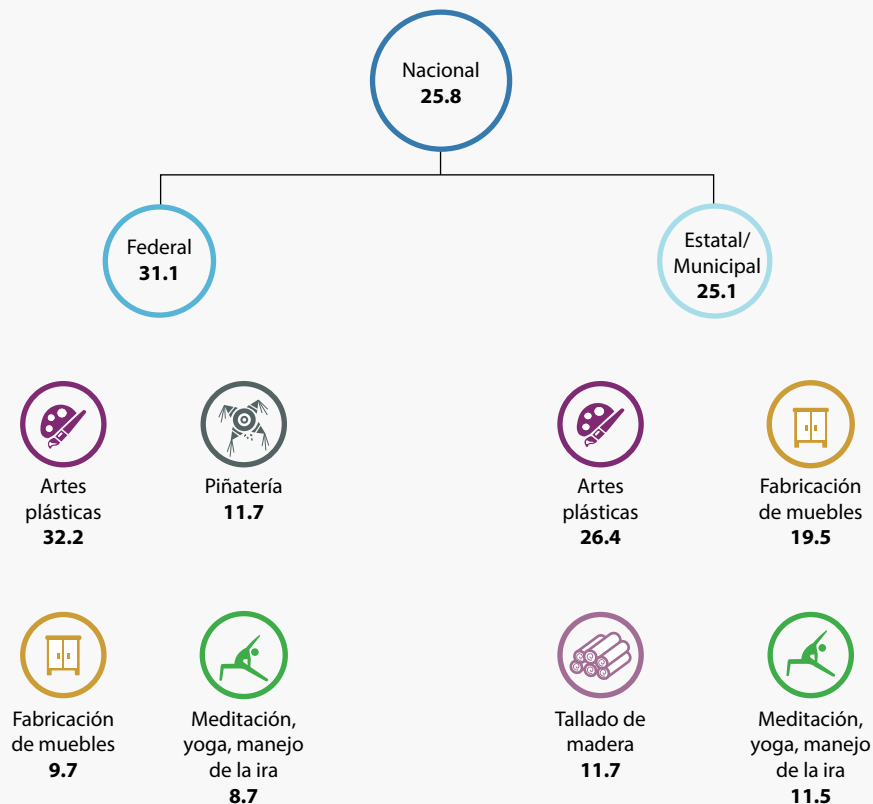 Nacional
25.8
Federal
31.1
Estatal/
Municipal
25.1
Artes
plásticas
32.2
Piñatería
11.7
Artes
plásticas
26.4
Fabricación
de muebles
19.5
Fabricación
de muebles
9.7
Meditación,
yoga, manejo
de la ira
8.7
Tallado de
madera
11.7
Meditación,
yoga, manejo
de la ira
11.5